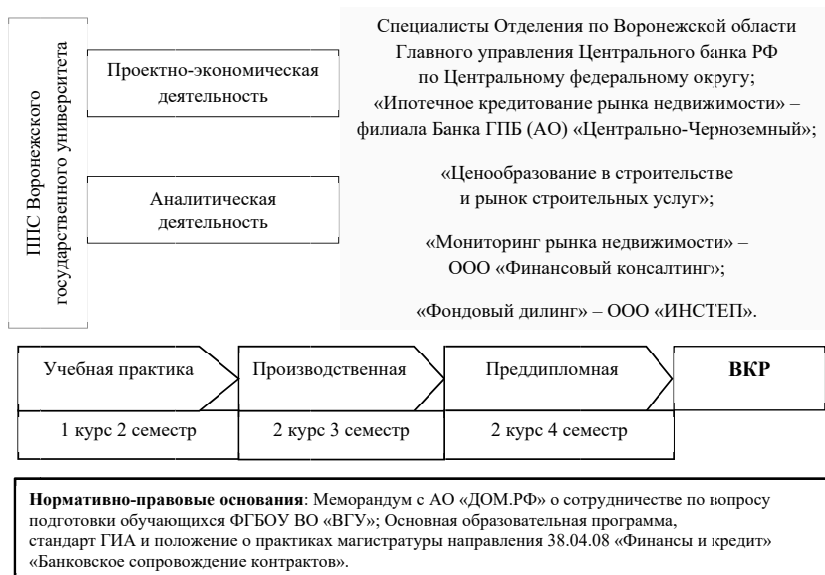 ППС Воронежского
государственного университета
Проектно-экономическая
деятельность
Аналитическая
деятельность
Специалисты Отделения по Воронежской области
Главного управления Центрального банка РФ
по Центральному федеральному округу;
«Ипотечное кредитование рынка недвижимости» –
филиала Банка ГПБ (АО) «Центрально-Черноземный»;
«Ценообразование в строительстве
и рынок строительных услуг»;
«Мониторинг рынка недвижимости» –
ООО «Финансовый консалтинг»;
«Фондовый дилинг» – ООО «ИНСТЕП».
Учебная практика
Производственная
Преддипломная
ВКР
1 курс 2 семестр
2 курс 3 семестр
2 курс 4 семестр
Нормативно-правовые основания: Меморандум с АО «ДОМ.РФ» о сотрудничестве по вопросу
подготовки обучающихся ФГБОУ ВО «ВГУ»; Основная образовательная программа,
стандарт ГИА и положение о практиках магистратуры направления 38.04.08 «Финансы и кредит»
«Банковское сопровождение контрактов».